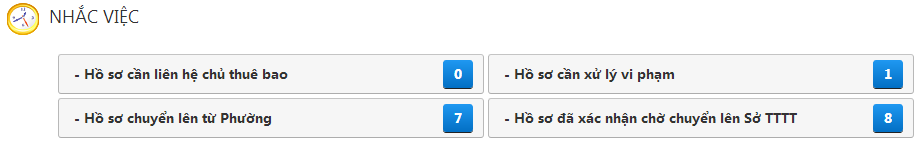 NHẮC VIỆC
- Hồ sơ cần liên hệ chủ thuê bao 0
- Hồ sơ cần xử lý vi phạm 1
- Hồ sơ chuyển lên từ Phường 7
- Hồ sơ đã xác nhận chờ chuyển lên Sở TTTT 8